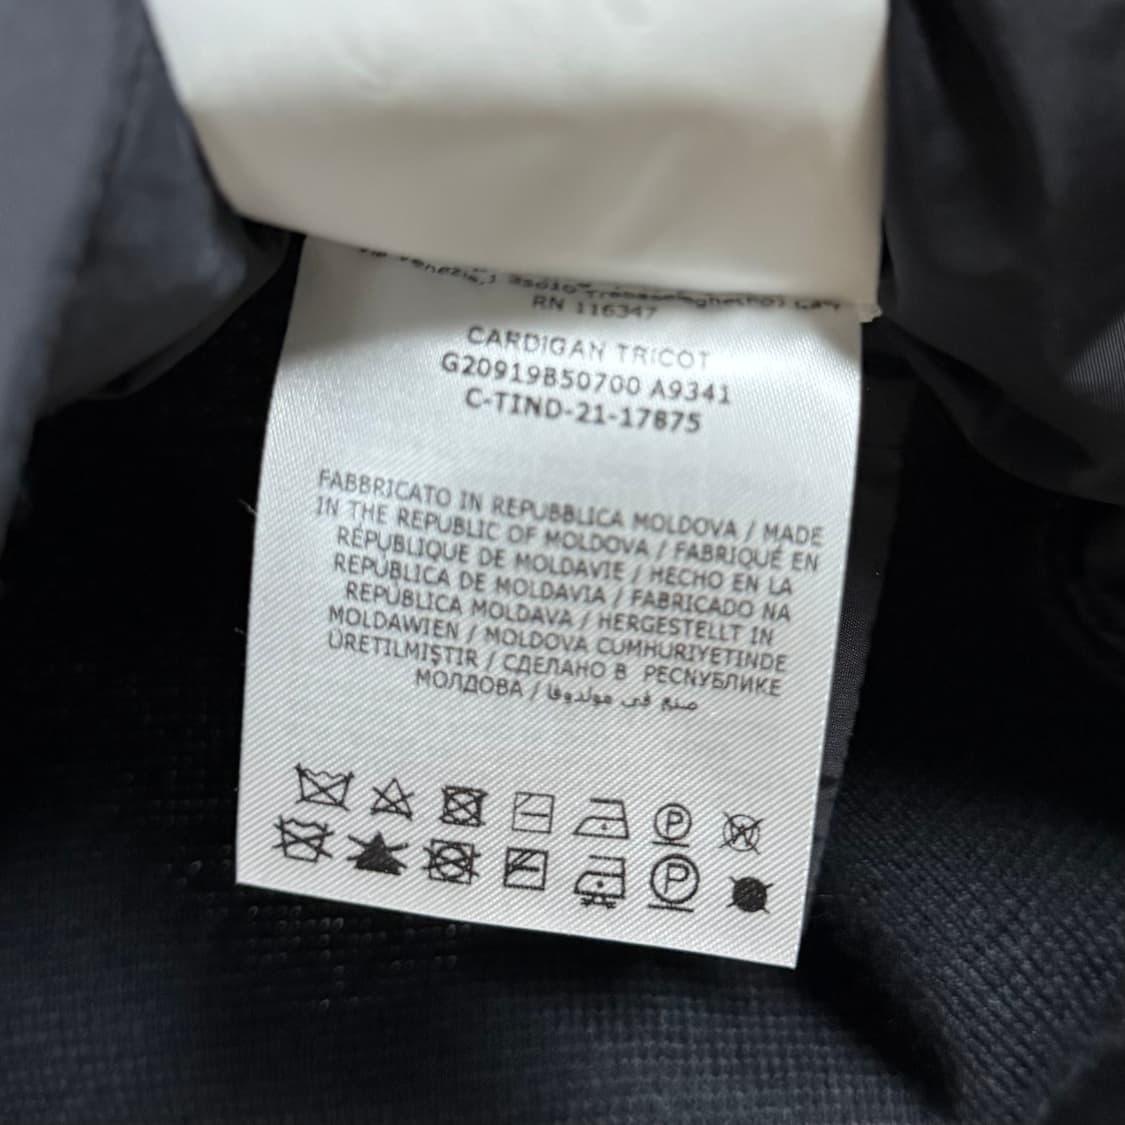 RN 116347
CARDIGAN TRICOT
G20919B50700 A9341
C-TIND-21-17875
FABBRICATO IN REPUBBLICA MOLDOVA / MADE
IN THE REPUBLIC OF MOLDOVA / FABRIQUÉ EN
RÉPUBLIQUE DE MOLDAVIE / HECHO EN LA
REPÚBLICA DE MOLDAVIA / FABRICADO NA
REPÚBLICA MOLDAVA / HERGESTELLT IN
MOLDAWIEN / MOLDOVA CUMHURIYETINDE
ÜRETILMIŞTIR / СДЕЛАНО В РЕСПУБЛИКЕ
МОЛДОВА / صنع في مولدوفا
P
W
P